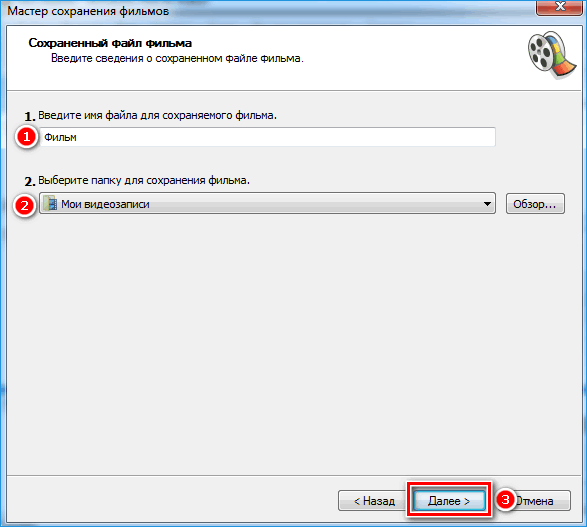 Мастер сохранения фильмов
Сохраненный файл фильма
Введите сведения о сохраненном файле фильма.
1. Введите имя файла для сохраняемого фильма.
1 Фильм
2. Выберите папку для сохранения фильма.
2 Мои видеозаписи Обзор...
< Назад Далее > 3 Отмена